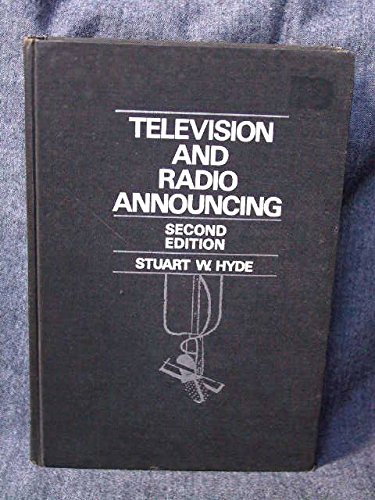 TELEVISION
AND
RADIO
ANNOUNCING
SECOND
EDITION
STUART W. HYDE